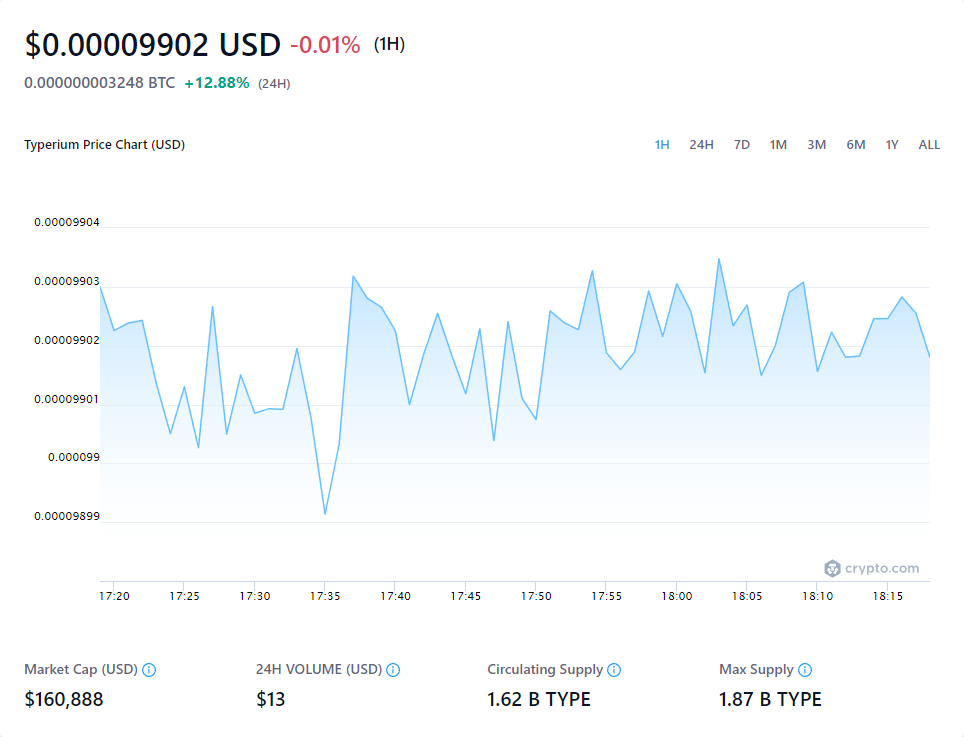 $0.00009902 USD -0.01% (1H)
0.000000003248 BTC +12.88% (24H)
Typerium Price Chart (USD) 1H 24H 7D 1M 3M 6M 1Y ALL
0.00009904
0.00009903
0.00009902
0.00009901
0.000099
0.00009899
crypto.com
17:20 17:25 17:30 17:35 17:40 17:45 17:50 17:55 18:00 18:05 18:10 18:15
Market Cap (USD) 24H VOLUME (USD) Circulating Supply Max Supply
$160,888 $13 1.62 B TYPE 1.87 B TYPE